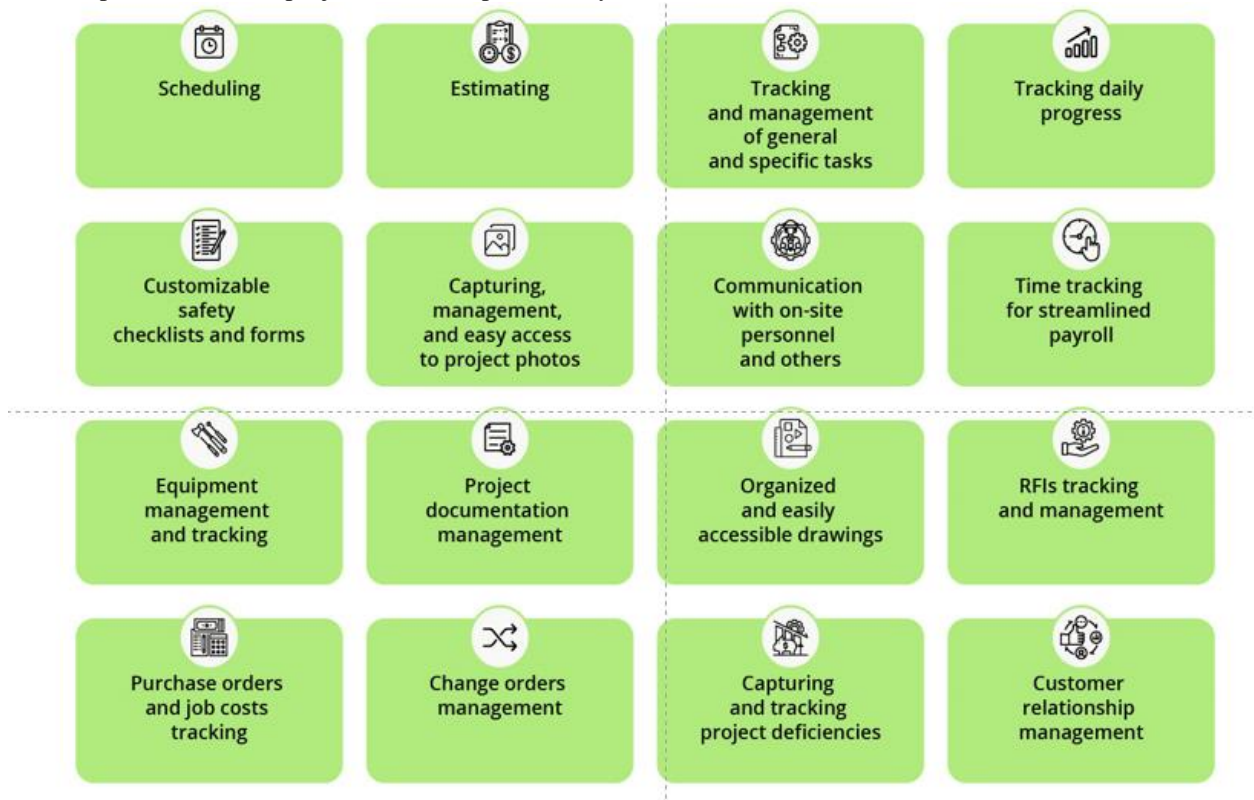 Scheduling
Estimating
Tracking
and management
of general
and specific tasks
Tracking daily
progress
Customizable
safety
checklists and forms
Capturing,
management,
and easy access
to project photos
Communication
with on-site
personnel
and others
Time tracking
for streamlined
payroll
Equipment
management
and tracking
Project
documentation
management
Organized
and easily
accessible drawings
RFIs tracking
and management
Purchase orders
and job costs
tracking
Change orders
management
Capturing
and tracking
project deficiencies
Customer
relationship
management